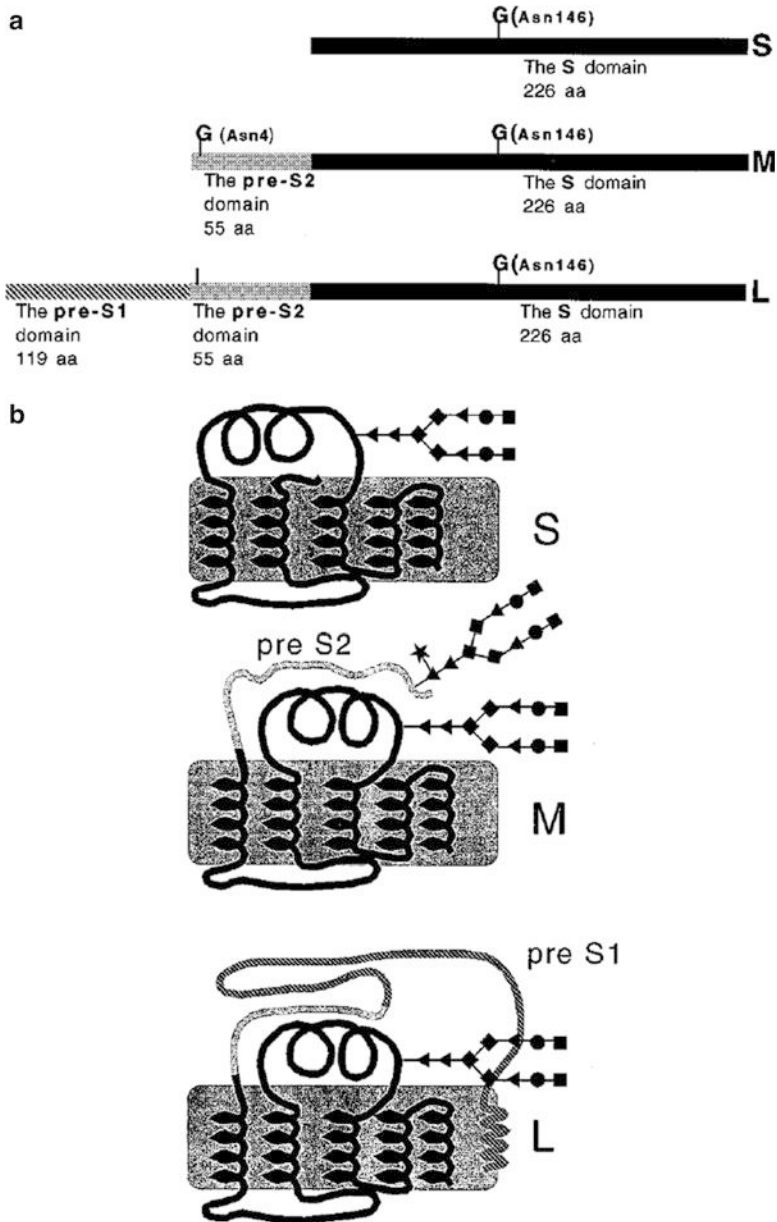 a
G(Asn146)
S
The S domain
226 aa
G (Asn4)
G(Asn146)
M
The pre-S2
domain
55 aa
The S domain
226 aa
G(Asn146)
L
The pre-S1
domain
119 aa
The pre-S2
domain
55 aa
The S domain
226 aa
b
S
pre S2
M
pre S1
L